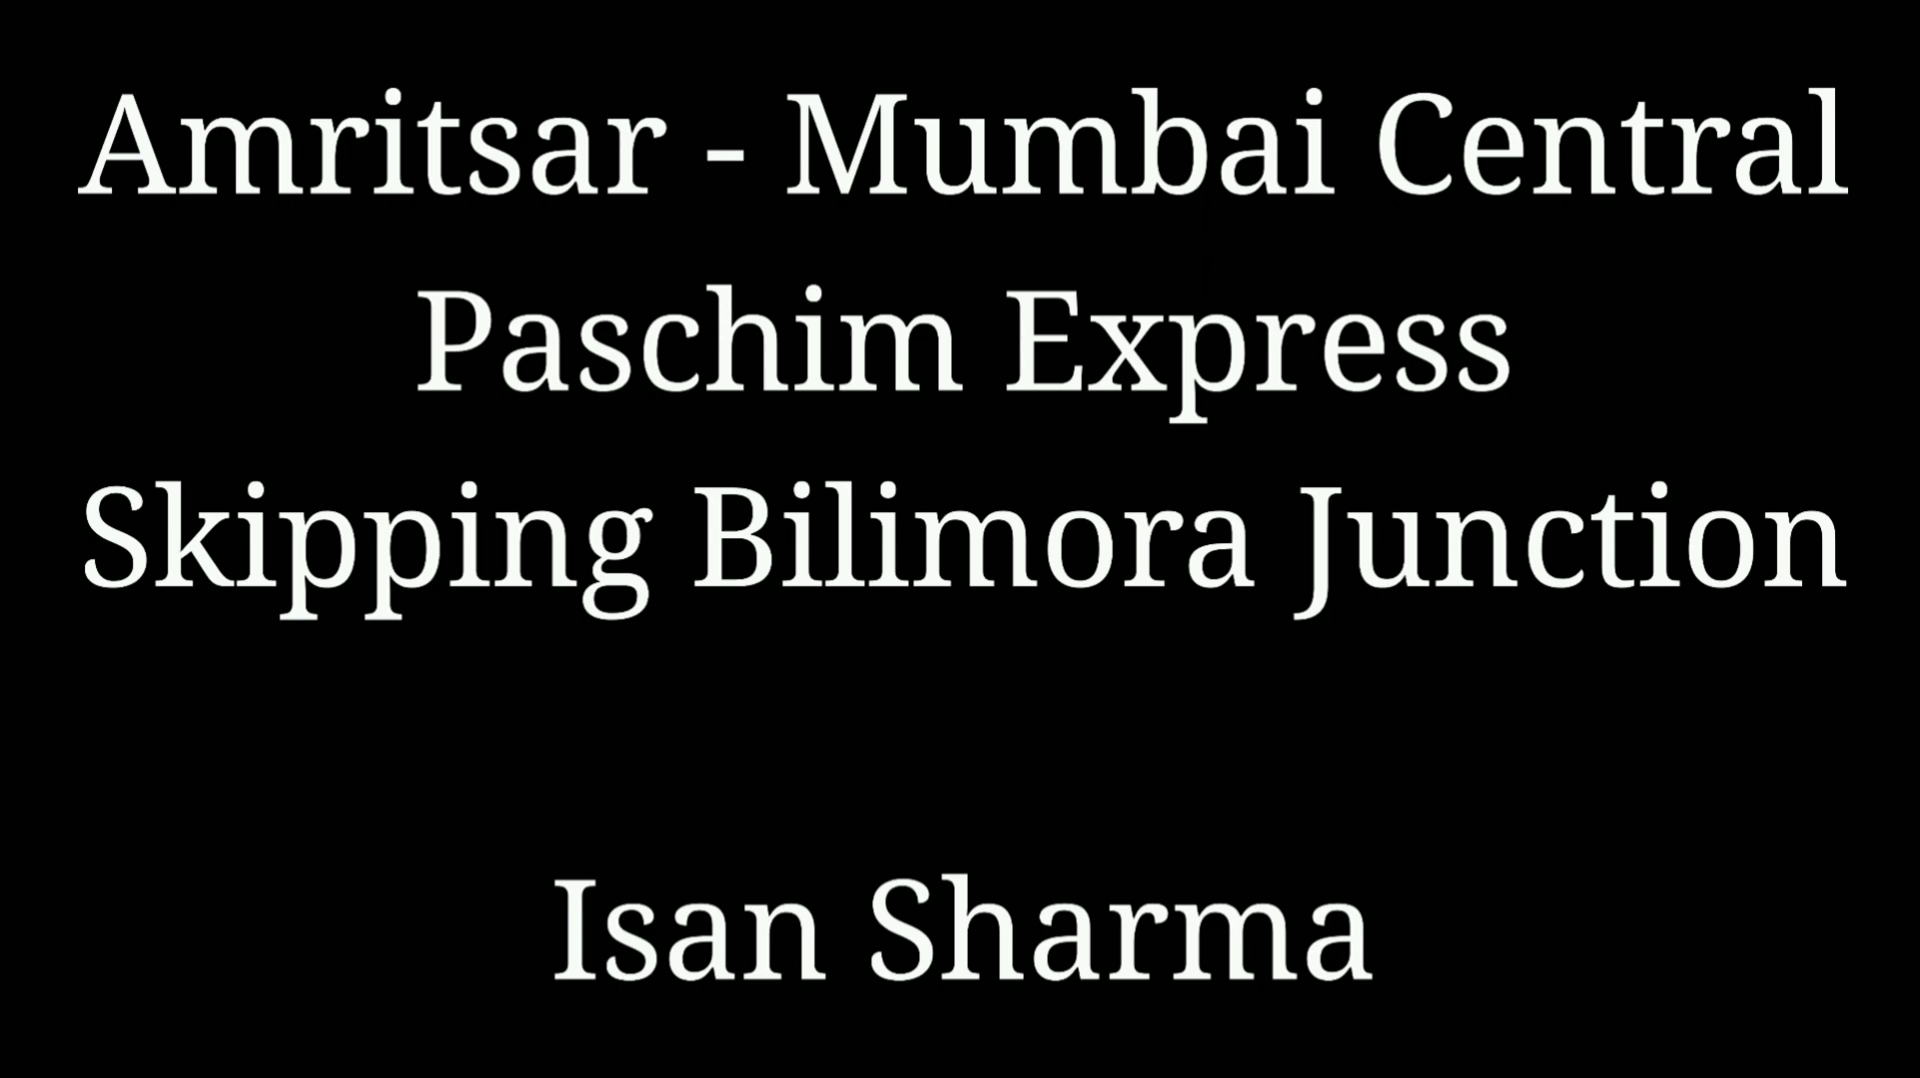 Amritsar - Mumbai Central
Paschim Express
Skipping Bilimora Junction
Isan Sharma